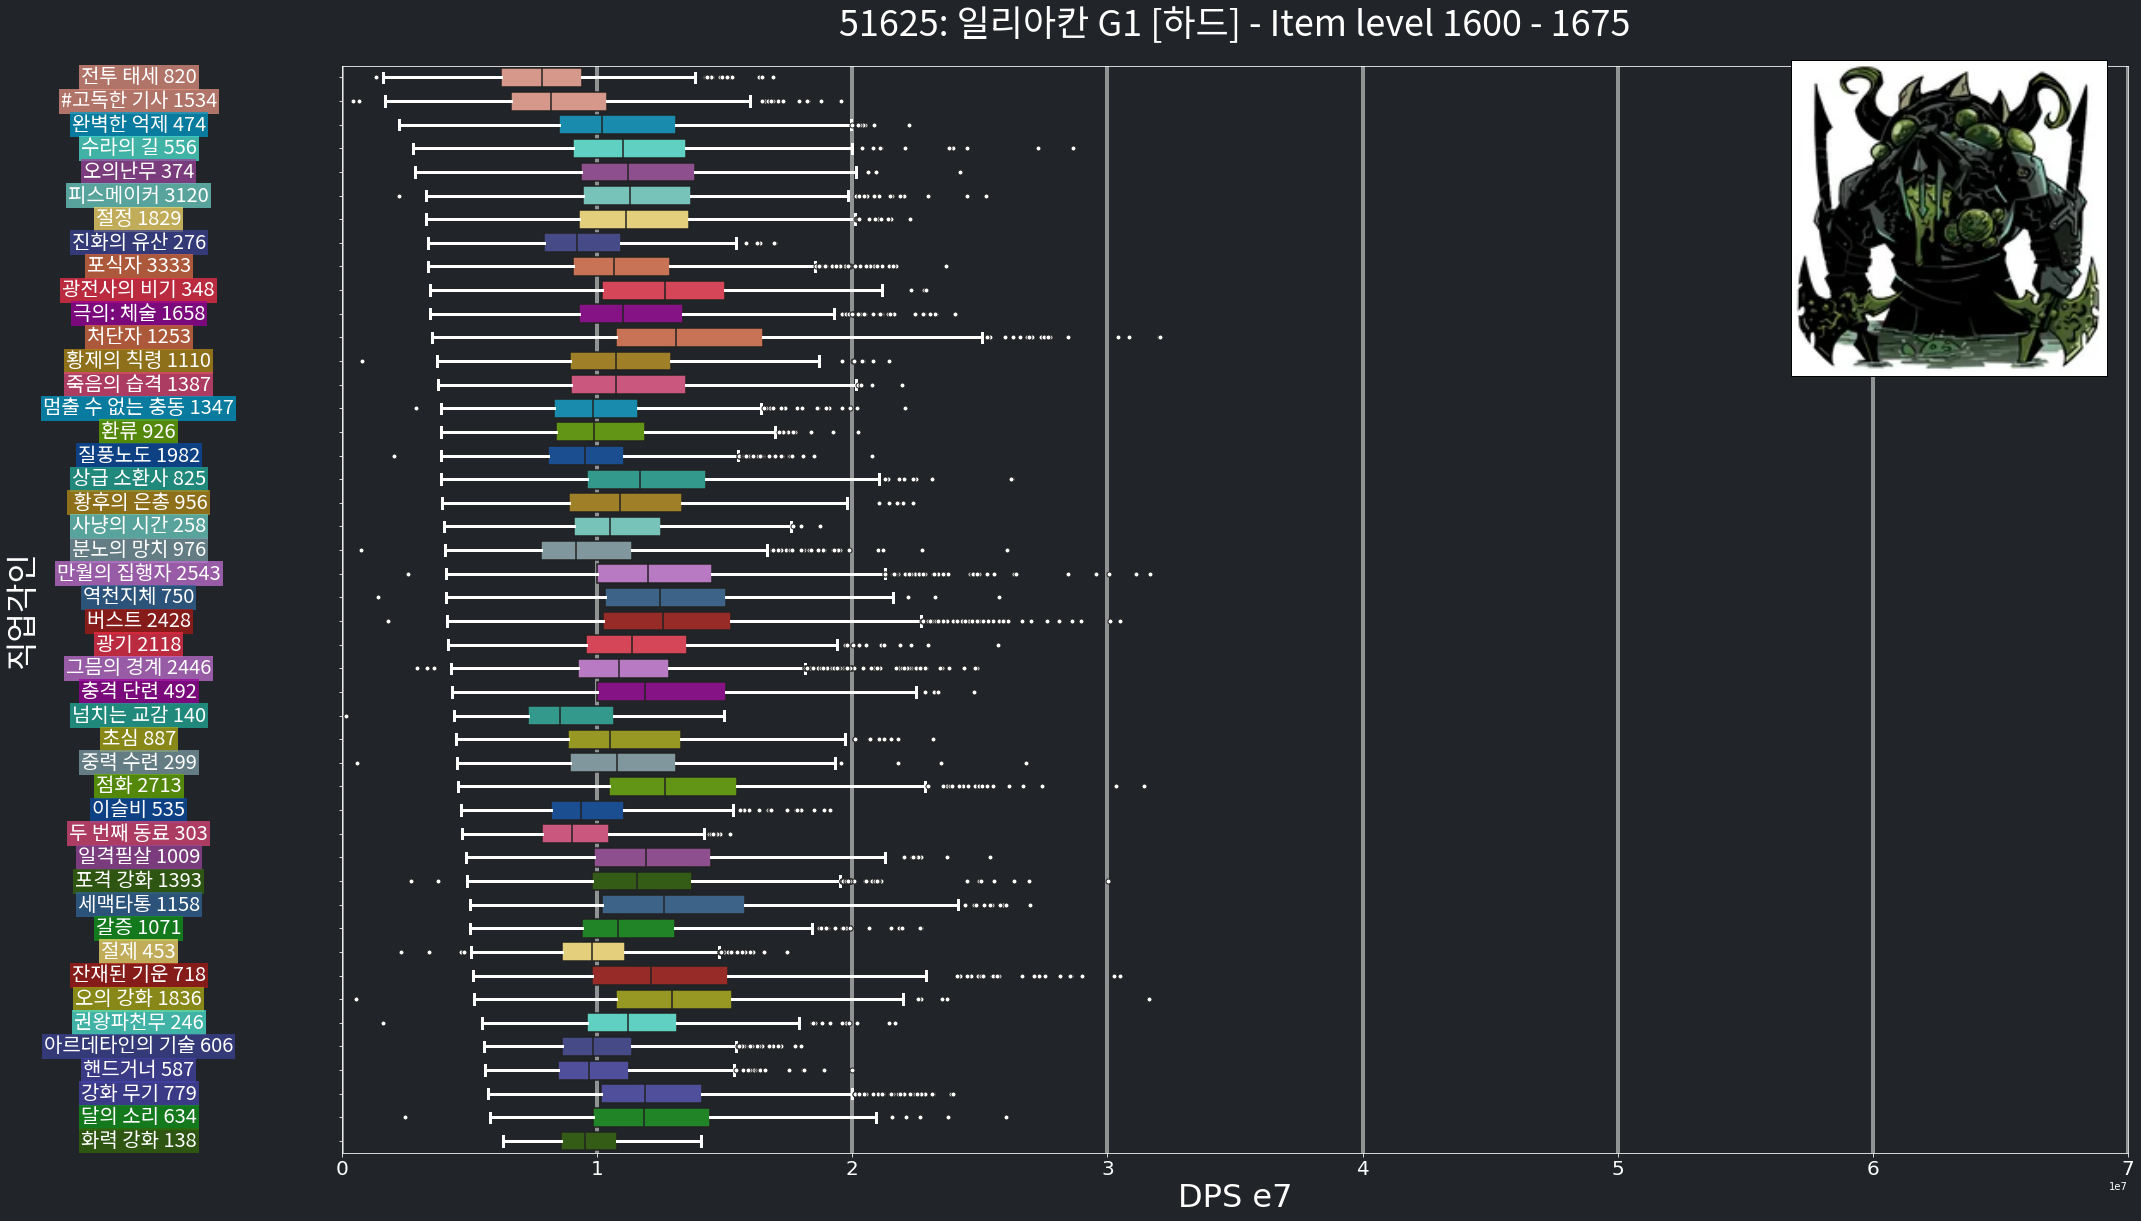 51625: 일리아칸 G1 [하드] - Item level 1600 - 1675
직업각인
전투 태세 820
#고독한 기사 1534
완벽한 억제 474
수라의 길 556
오의난무 374
피스메이커 3120
절정 1829
진화의 유산 276
포식자 3333
광전사의 비기 348
극의: 체술 1658
처단자 1253
황제의 칙령 1110
죽음의 습격 1387
멈출 수 없는 충동 1347
환류 926
질풍노도 1982
상급 소환사 825
황후의 은총 956
사냥의 시간 258
분노의 망치 976
만월의 집행자 2543
역천지체 750
버스트 2428
광기 2118
그믐의 경계 2446
충격 단련 492
넘치는 교감 140
초심 887
중력 수련 299
점화 2713
이슬비 535
두 번째 동료 303
일격필살 1009
포격 강화 1393
세맥타통 1158
갈증 1071
절제 453
잔재된 기운 718
오의 강화 1836
권왕파천무 246
아르데타인의 기술 606
핸드거너 587
강화 무기 779
달의 소리 634
화력 강화 138
0 1 2 3 4 5 6 7
1e7
DPS e7